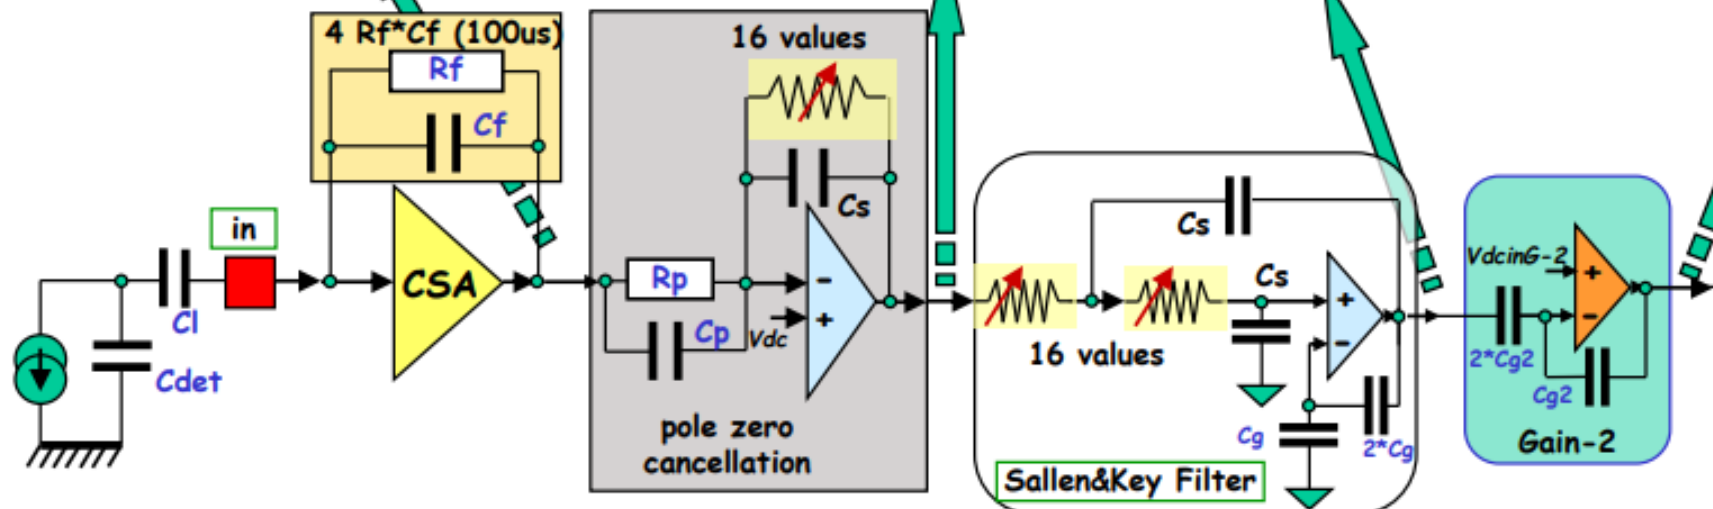 4 Rf*Cf (100us)
Rf
Cf
in
CSA
Cl
Cdet
16 values
Cs
Rp
Cp
Vdc
-
+
pole zero
cancellation
Cs
Cs
16 values
+
-
Cg
2*Cg
Sallen&Key Filter
VdcinG-2
+
-
2*Cg2
Cg2
Gain-2